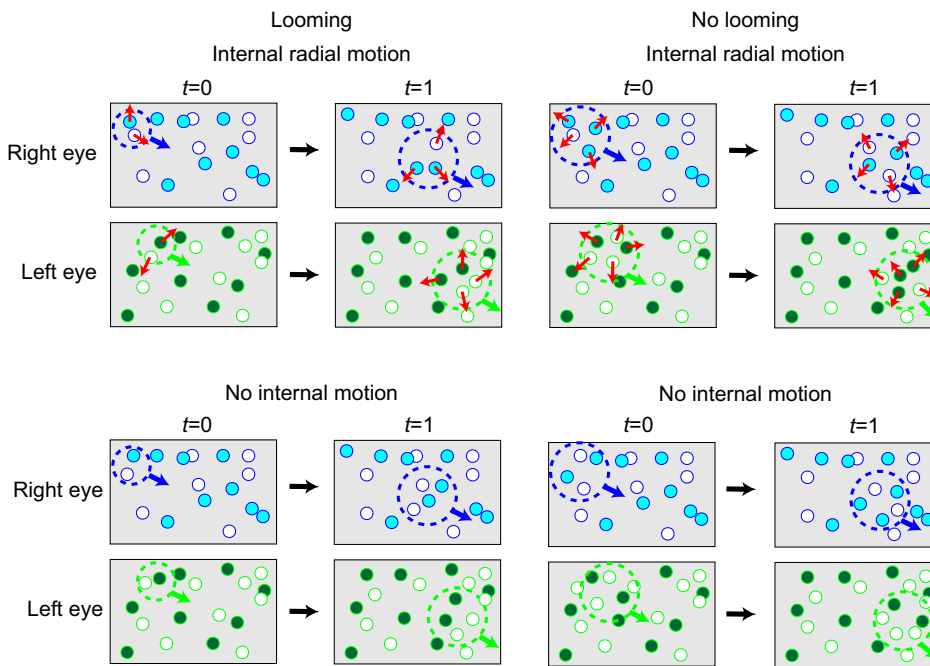 Looming No looming
Internal radial motion Internal radial motion
t=0 t=1 t=0 t=1
Right eye
Left eye
No internal motion No internal motion
t=0 t=1 t=0 t=1
Right eye
Left eye